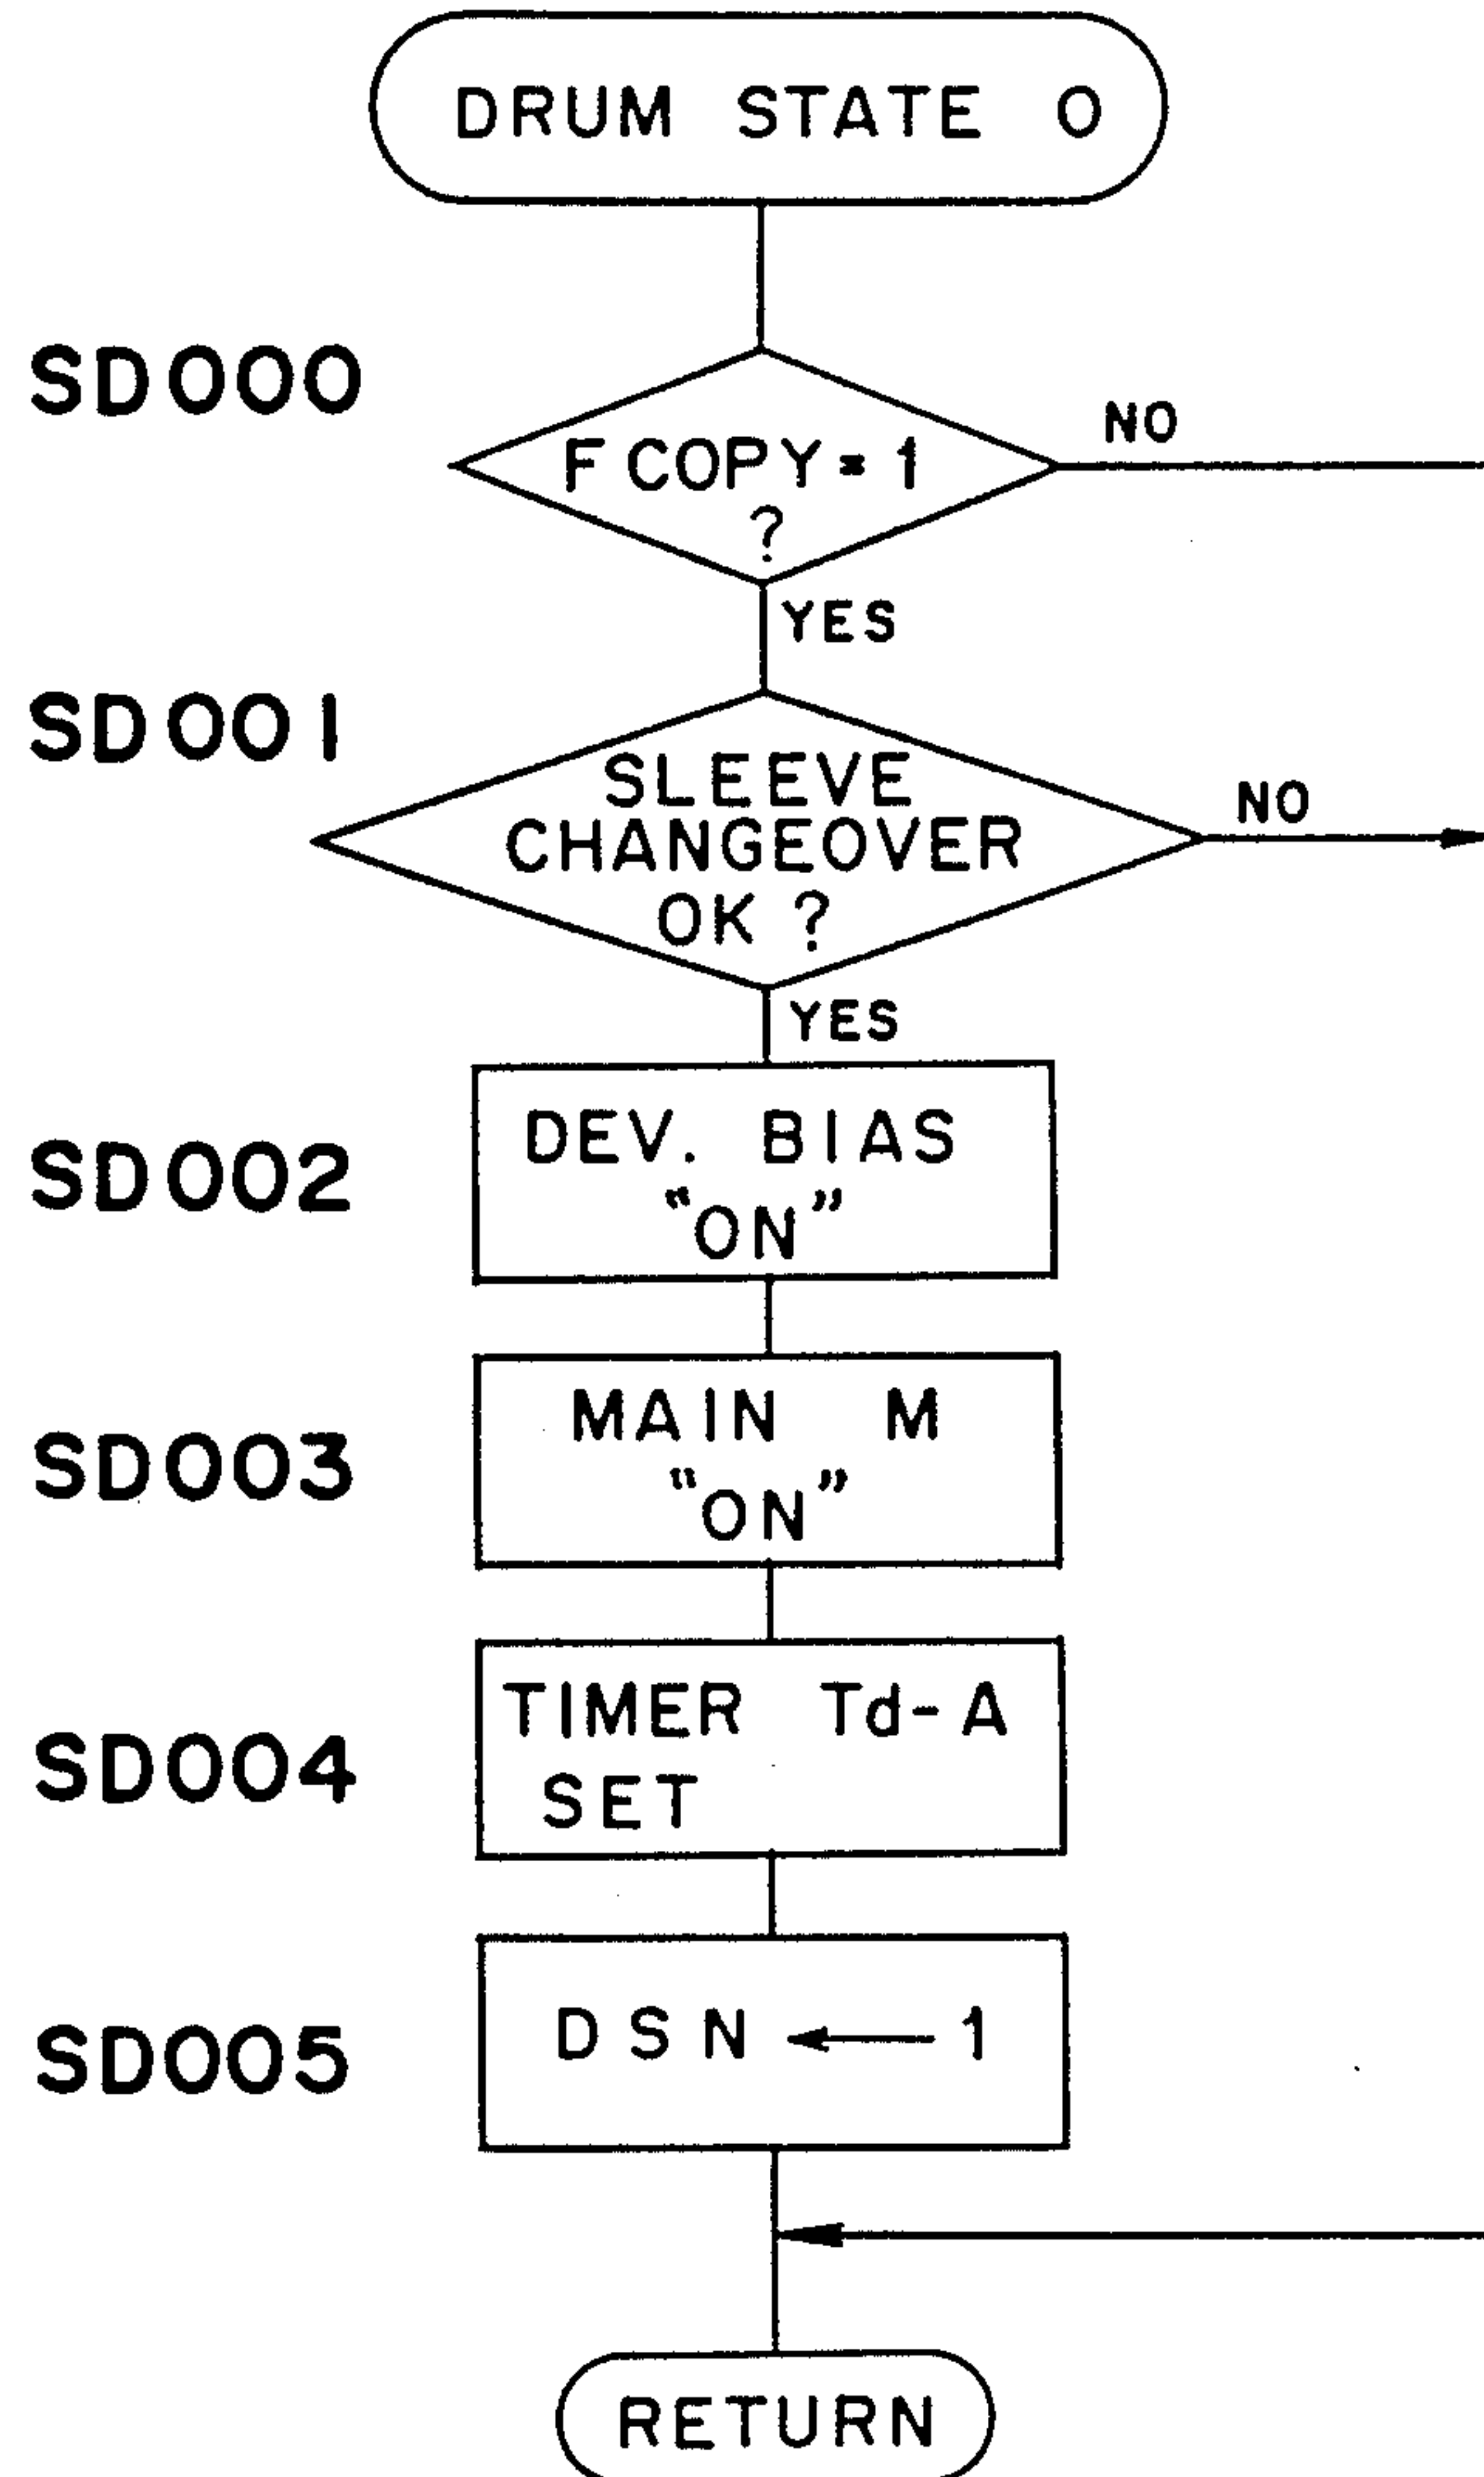 DRUM STATE 0
SD000
F COPY = 1
?
NO
YES
SD001
SLEEVE
CHANGEOVER
OK ?
NO
YES
SD002
DEV. BIAS
"ON"
SD003
MAIN M
"ON"
SD004
TIMER Td-A
SET
SD005
DSN ← 1
RETURN